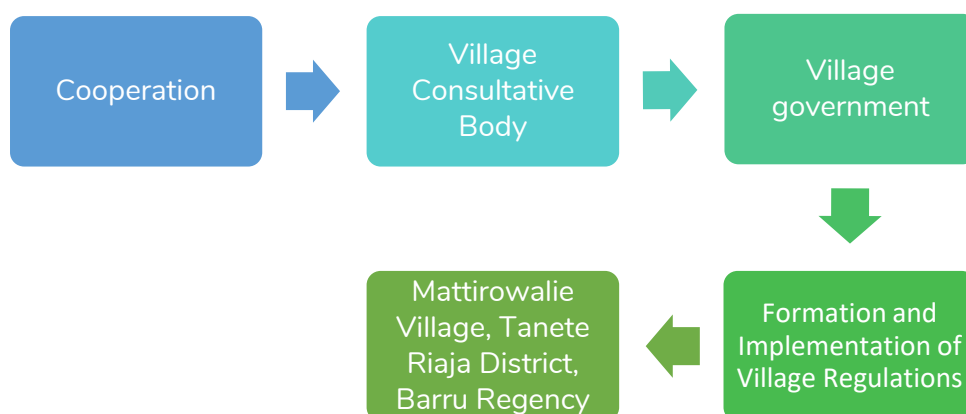 Cooperation
Village
Consultative
Body
Village
government
Formation and
Implementation of
Village Regulations
Mattirowalie
Village, Tanete
Riaja District,
Barru Regency